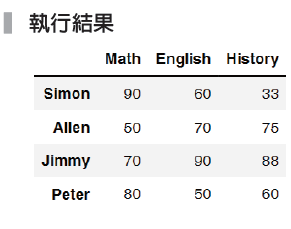 執行結果
Math English History
Simon 90 60 33
Allen 50 70 75
Jimmy 70 90 88
Peter 80 50 60